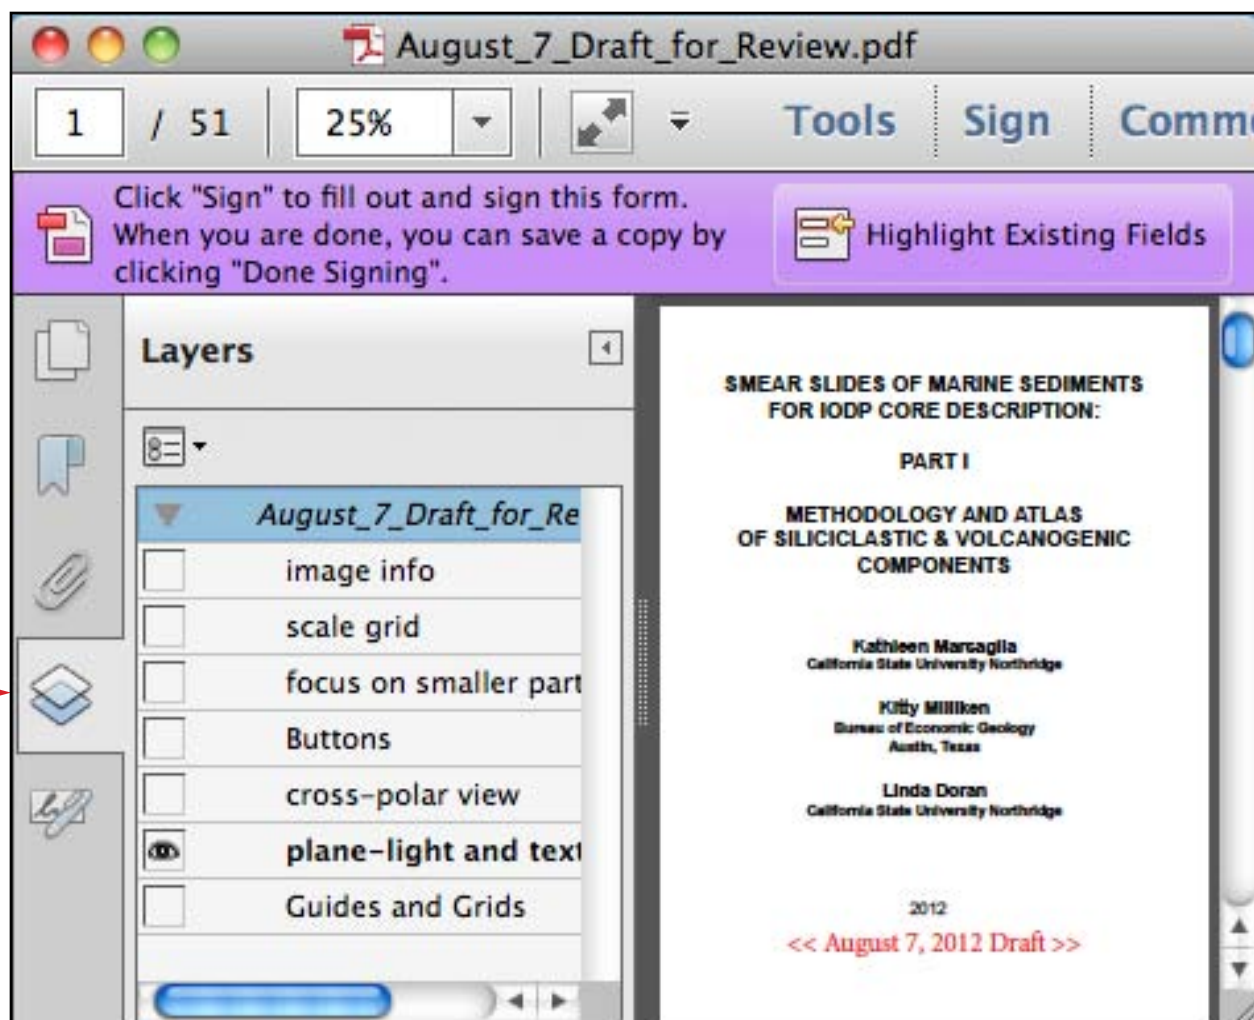 August_7_Draft_for_Review.pdf
1 / 51 25% Tools Sign Comme
Click "Sign" to fill out and sign this form.
When you are done, you can save a copy by
clicking "Done Signing".
Highlight Existing Fields
Layers
August_7_Draft_for_Re
image info
scale grid
focus on smaller part
Buttons
cross-polar view
plane-light and text
Guides and Grids
SMEAR SLIDES OF MARINE SEDIMENTS
FOR IODP CORE DESCRIPTION:
PART I
METHODOLOGY AND ATLAS
OF SILICICLASTIC & VOLCANOGENIC
COMPONENTS
Kathleen Marsaglia
California State University Northridge
Kitty Milliken
Bureau of Economic Geology
Austin, Texas
Linda Doran
California State University Northridge
2012
<< August 7, 2012 Draft >>